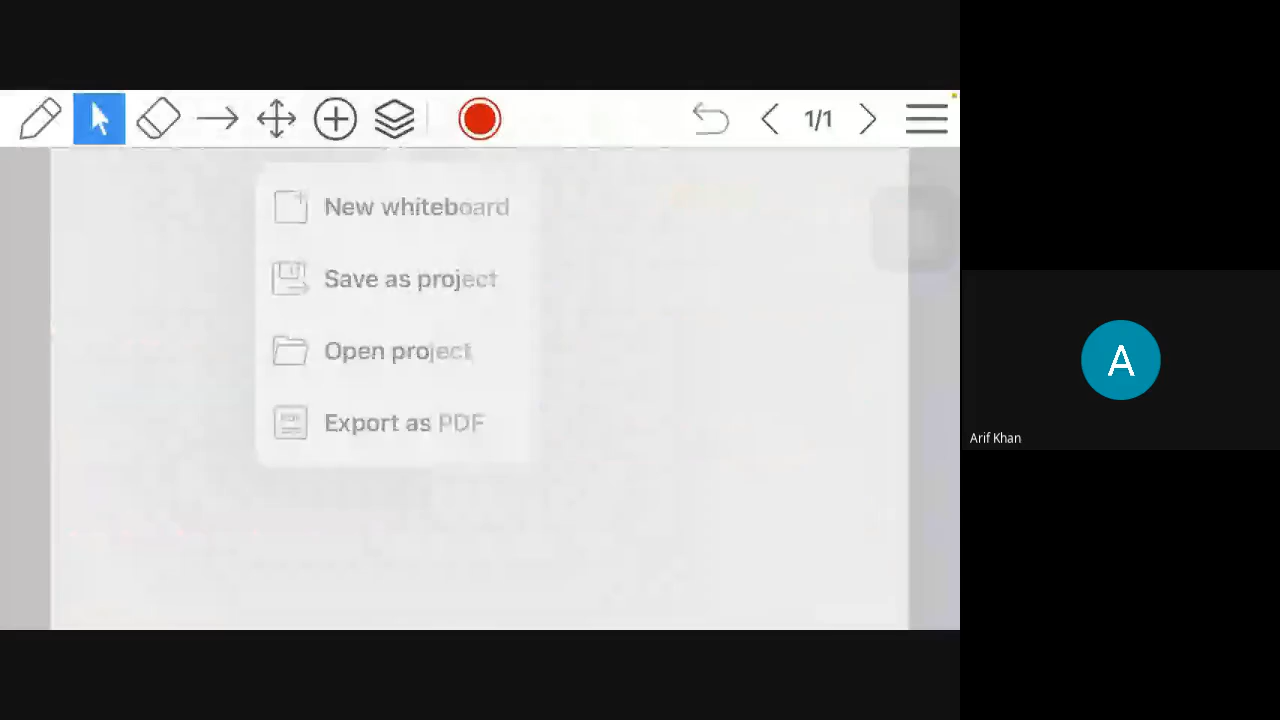 1/1
New whiteboard
Save as project
Open project
Export as PDF
A
Arif Khan